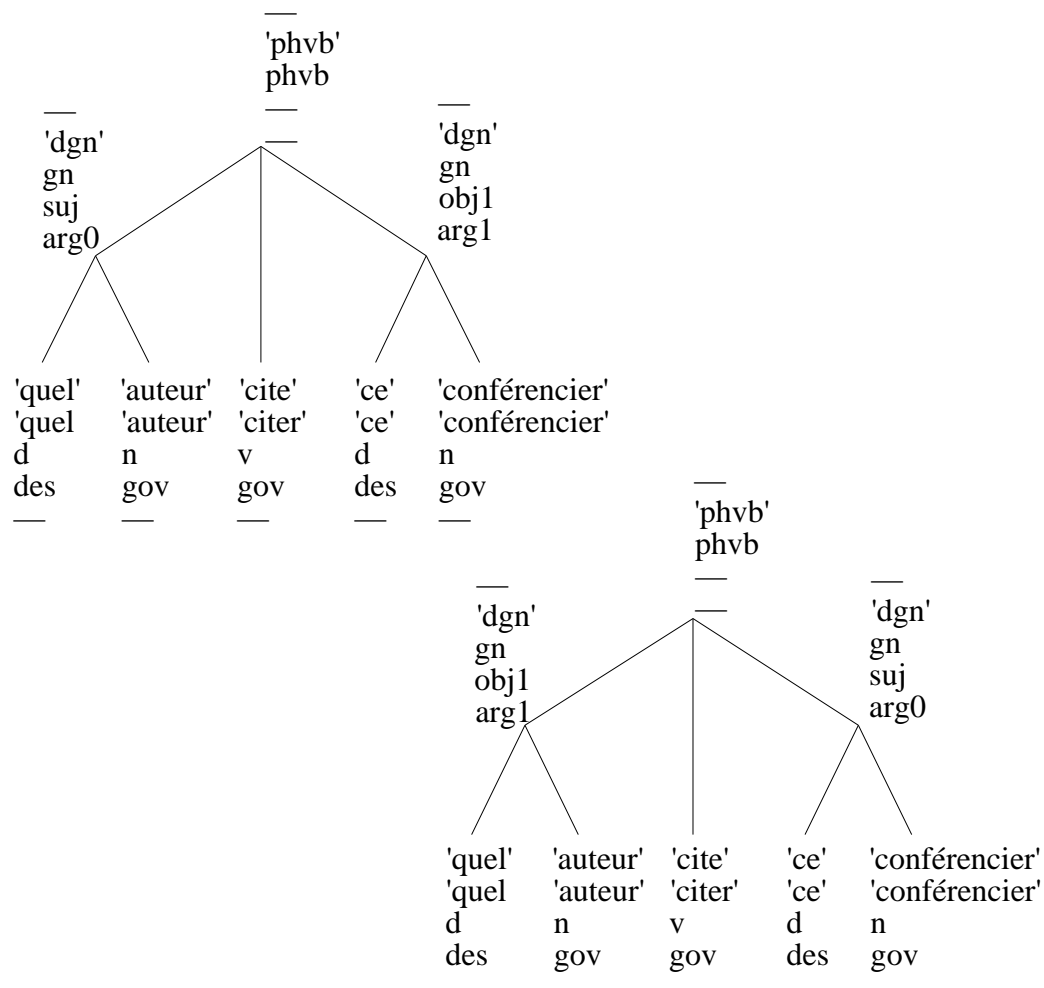 'phvb'
phvb
'dgn'
gn
suj
arg0
'dgn'
gn
obj1
arg1
'quel' 'auteur' 'cite' 'ce' 'conférencier'
'quel 'auteur' 'citer' 'ce' 'conférencier'
d n v d n
des gov gov des gov
'phvb'
phvb
'dgn'
gn
obj1
arg1
'dgn'
gn
suj
arg0
'quel' 'auteur' 'cite' 'ce' 'conférencier'
'quel 'auteur' 'citer' 'ce' 'conférencier'
d n v d n
des gov gov des gov